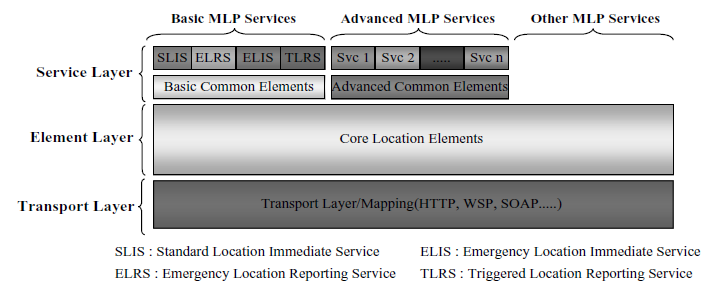 Basic MLP Services Advanced MLP Services Other MLP Services
Service Layer
SLIS ELRS ELIS TLRS Svc 1 Svc 2 ..... Svc n
Basic Common Elements Advanced Common Elements
Element Layer
Core Location Elements
Transport Layer
Transport Layer/Mapping(HTTP, WSP, SOAP.....)
SLIS : Standard Location Immediate Service ELIS : Emergency Location Immediate Service
ELRS : Emergency Location Reporting Service TLRS : Triggered Location Reporting Service